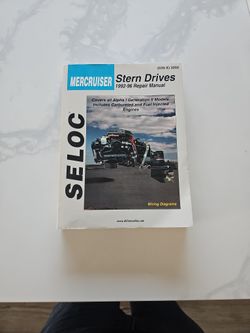 MERCRUISER
Stern Drives
1992-96 Repair Manual
Covers all Alpha I Generation II Models
Includes Carbureted and Fuel Injected
Engines
SELOC
Wiring Diagrams